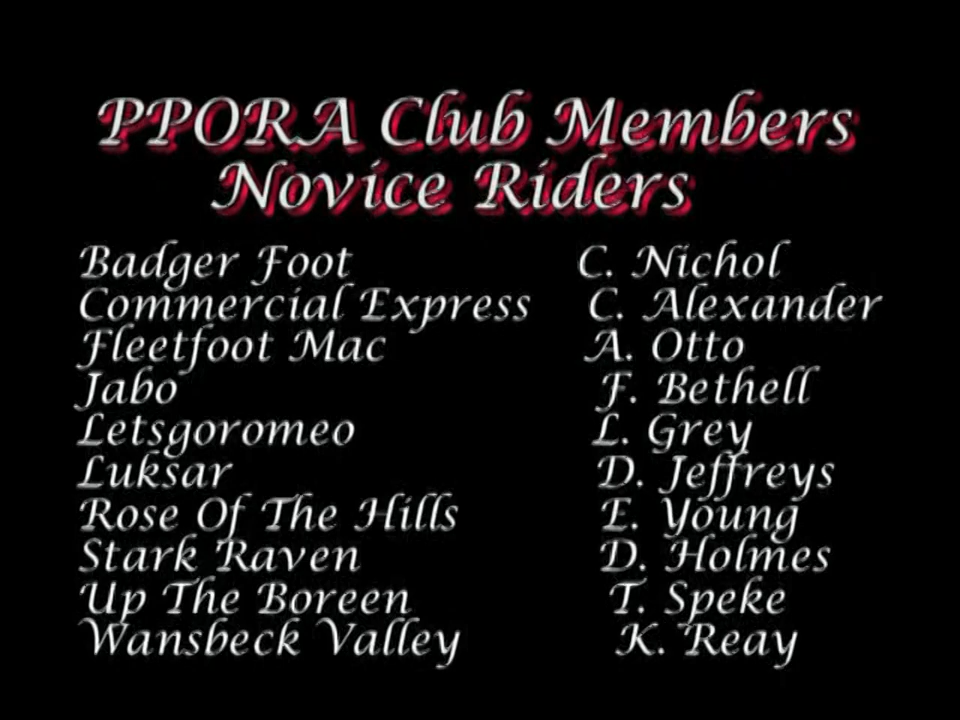 PPORA Club Members
Novice Riders
Badger Foot C. Nichol
Commercial Express C. Alexander
Fleetfoot Mac A. Otto
Jabo F. Bethell
Letsgoromeo L. Grey
Luksar D. Jeffreys
Rose Of The Hills E. Young
Stark Raven D. Holmes
Up The Boreen T. Speke
Wansbeck Valley K. Reay